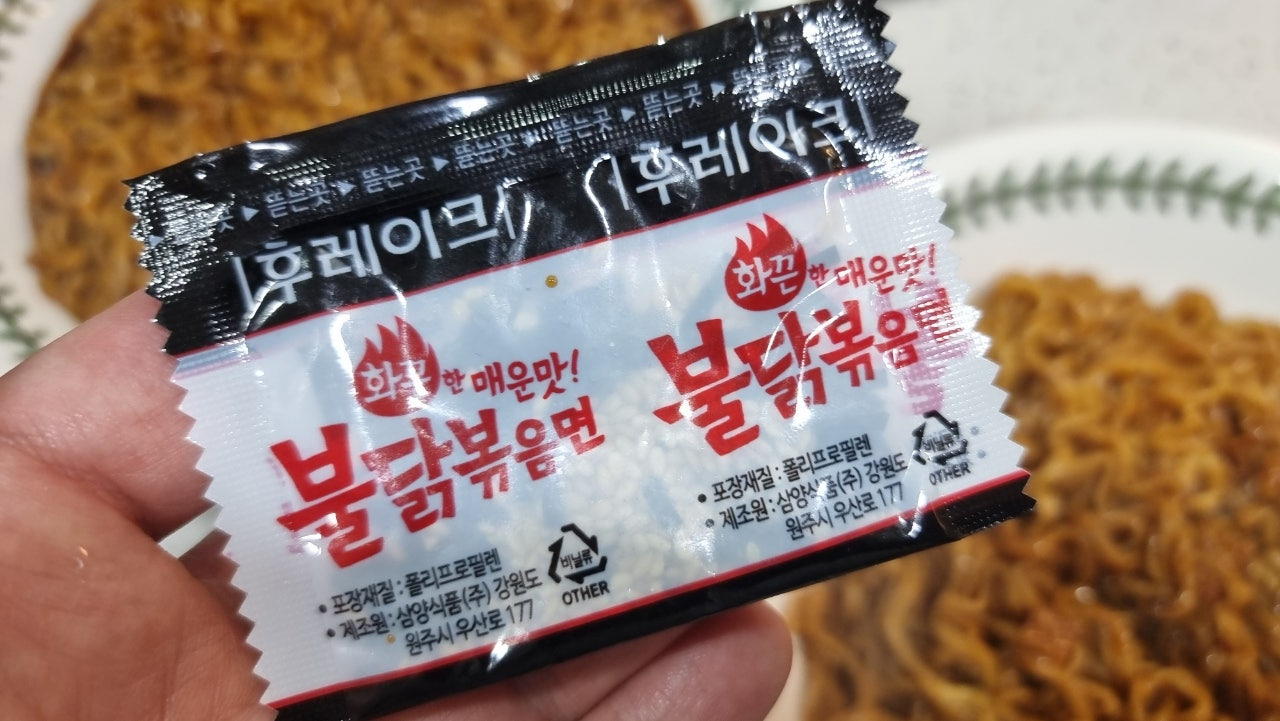 뜯는곳 ▶ 뜯는곳 ▶ 뜯는곳 ▶ 뜯는곳 ▶ 뜯는곳 ▶
후레이크
후레이크
화끈한 매운맛!
불닭볶음면
• 포장재질 : 폴리프로필렌
• 제조원 : 삼양식품(주) 강원도
원주시 우산로 177
비닐류
OTHER
화끈한 매운맛!
불닭볶음면
• 포장재질 : 폴리프로필렌
• 제조원 : 삼양식품(주) 강원도
원주시 우산로 177
비닐류
OTHER